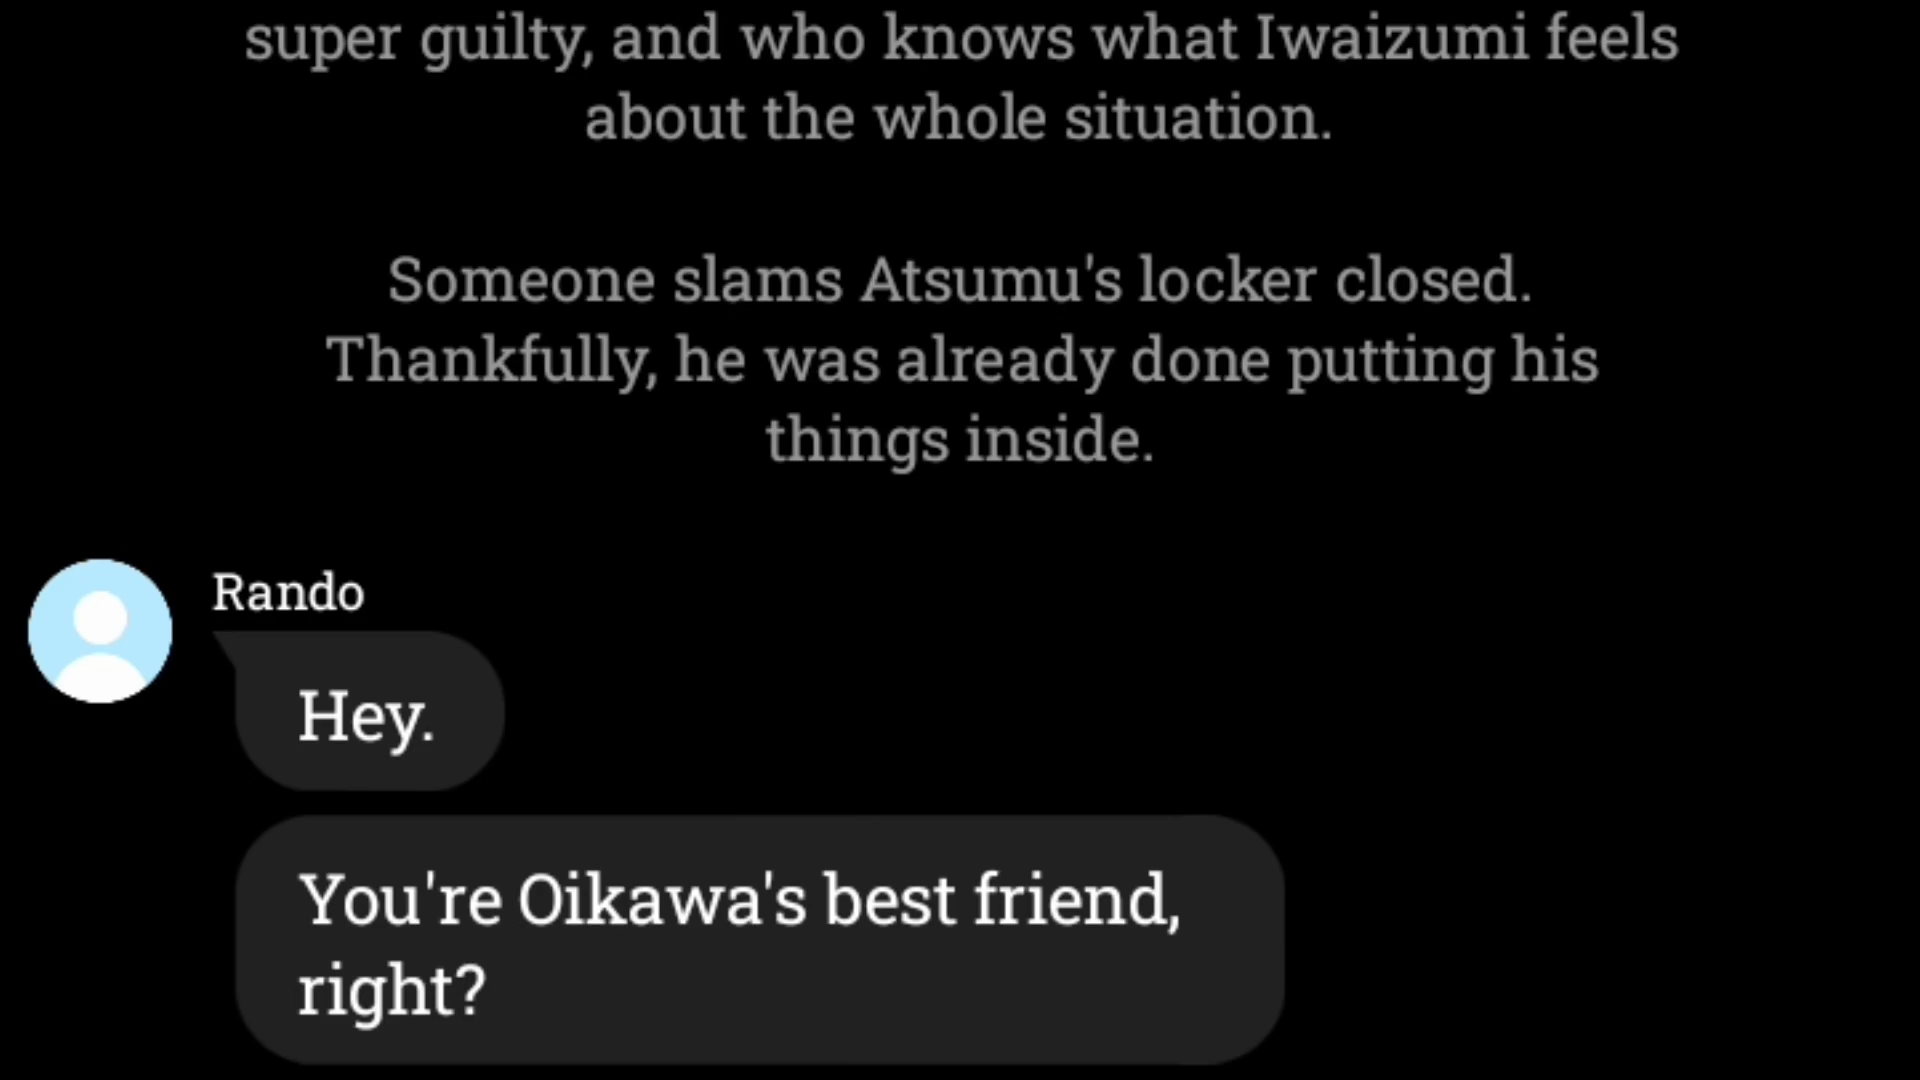 super guilty, and who knows what Iwaizumi feels
about the whole situation.
Someone slams Atsumu's locker closed.
Thankfully, he was already done putting his
things inside.
Rando
Hey.
You're Oikawa's best friend,
right?